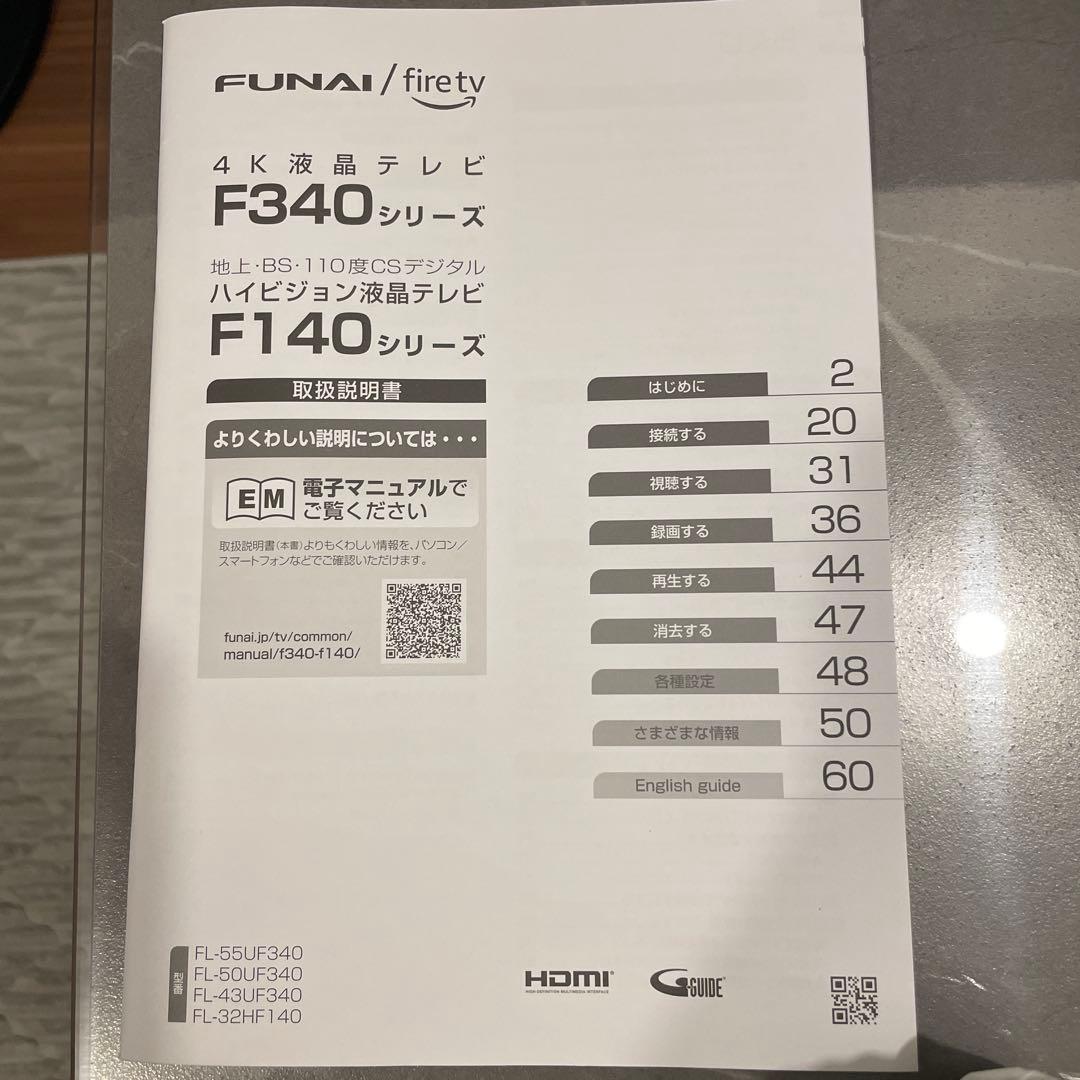 FUNAI/fire tv
4K液晶テレビ
F340シリーズ
地上・BS・110度CSデジタル
ハイビジョン液晶テレビ
F140シリーズ
取扱説明書
よりくわしい説明については・・・
EM
電子マニュアルで
ご覧ください
取扱説明書(本書)よりもくわしい情報を、パソコン/
スマートフォンなどでご確認いただけます。
funai.jp/tv/common/
manual/f340-f140/
はじめに 2
接続する 20
視聴する 31
録画する 36
再生する 44
消去する 47
各種設定 48
さまざまな情報 50
English guide 60
型番
FL-55UF340
FL-50UF340
FL-43UF340
FL-32HF140
HDMI
HIGH-DEFINITION MULTIMEDIA INTERFACE
G-GUIDE